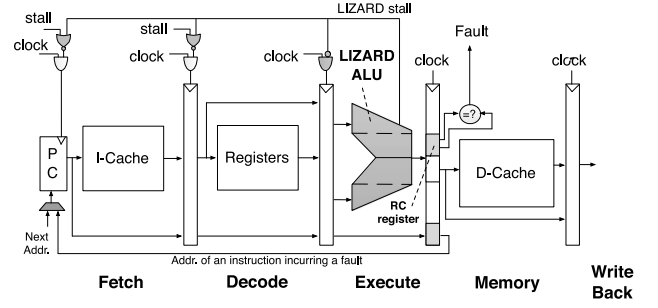 LIZARD stall
stall
stall
clock
clock
clock
LIZARD
ALU
clock
Fault
clock
=?
P
C
I-Cache
Registers
D-Cache
RC
register
Next
Addr.
Addr. of an instruction incurring a fault
Fetch
Decode
Execute
Memory
Write
Back